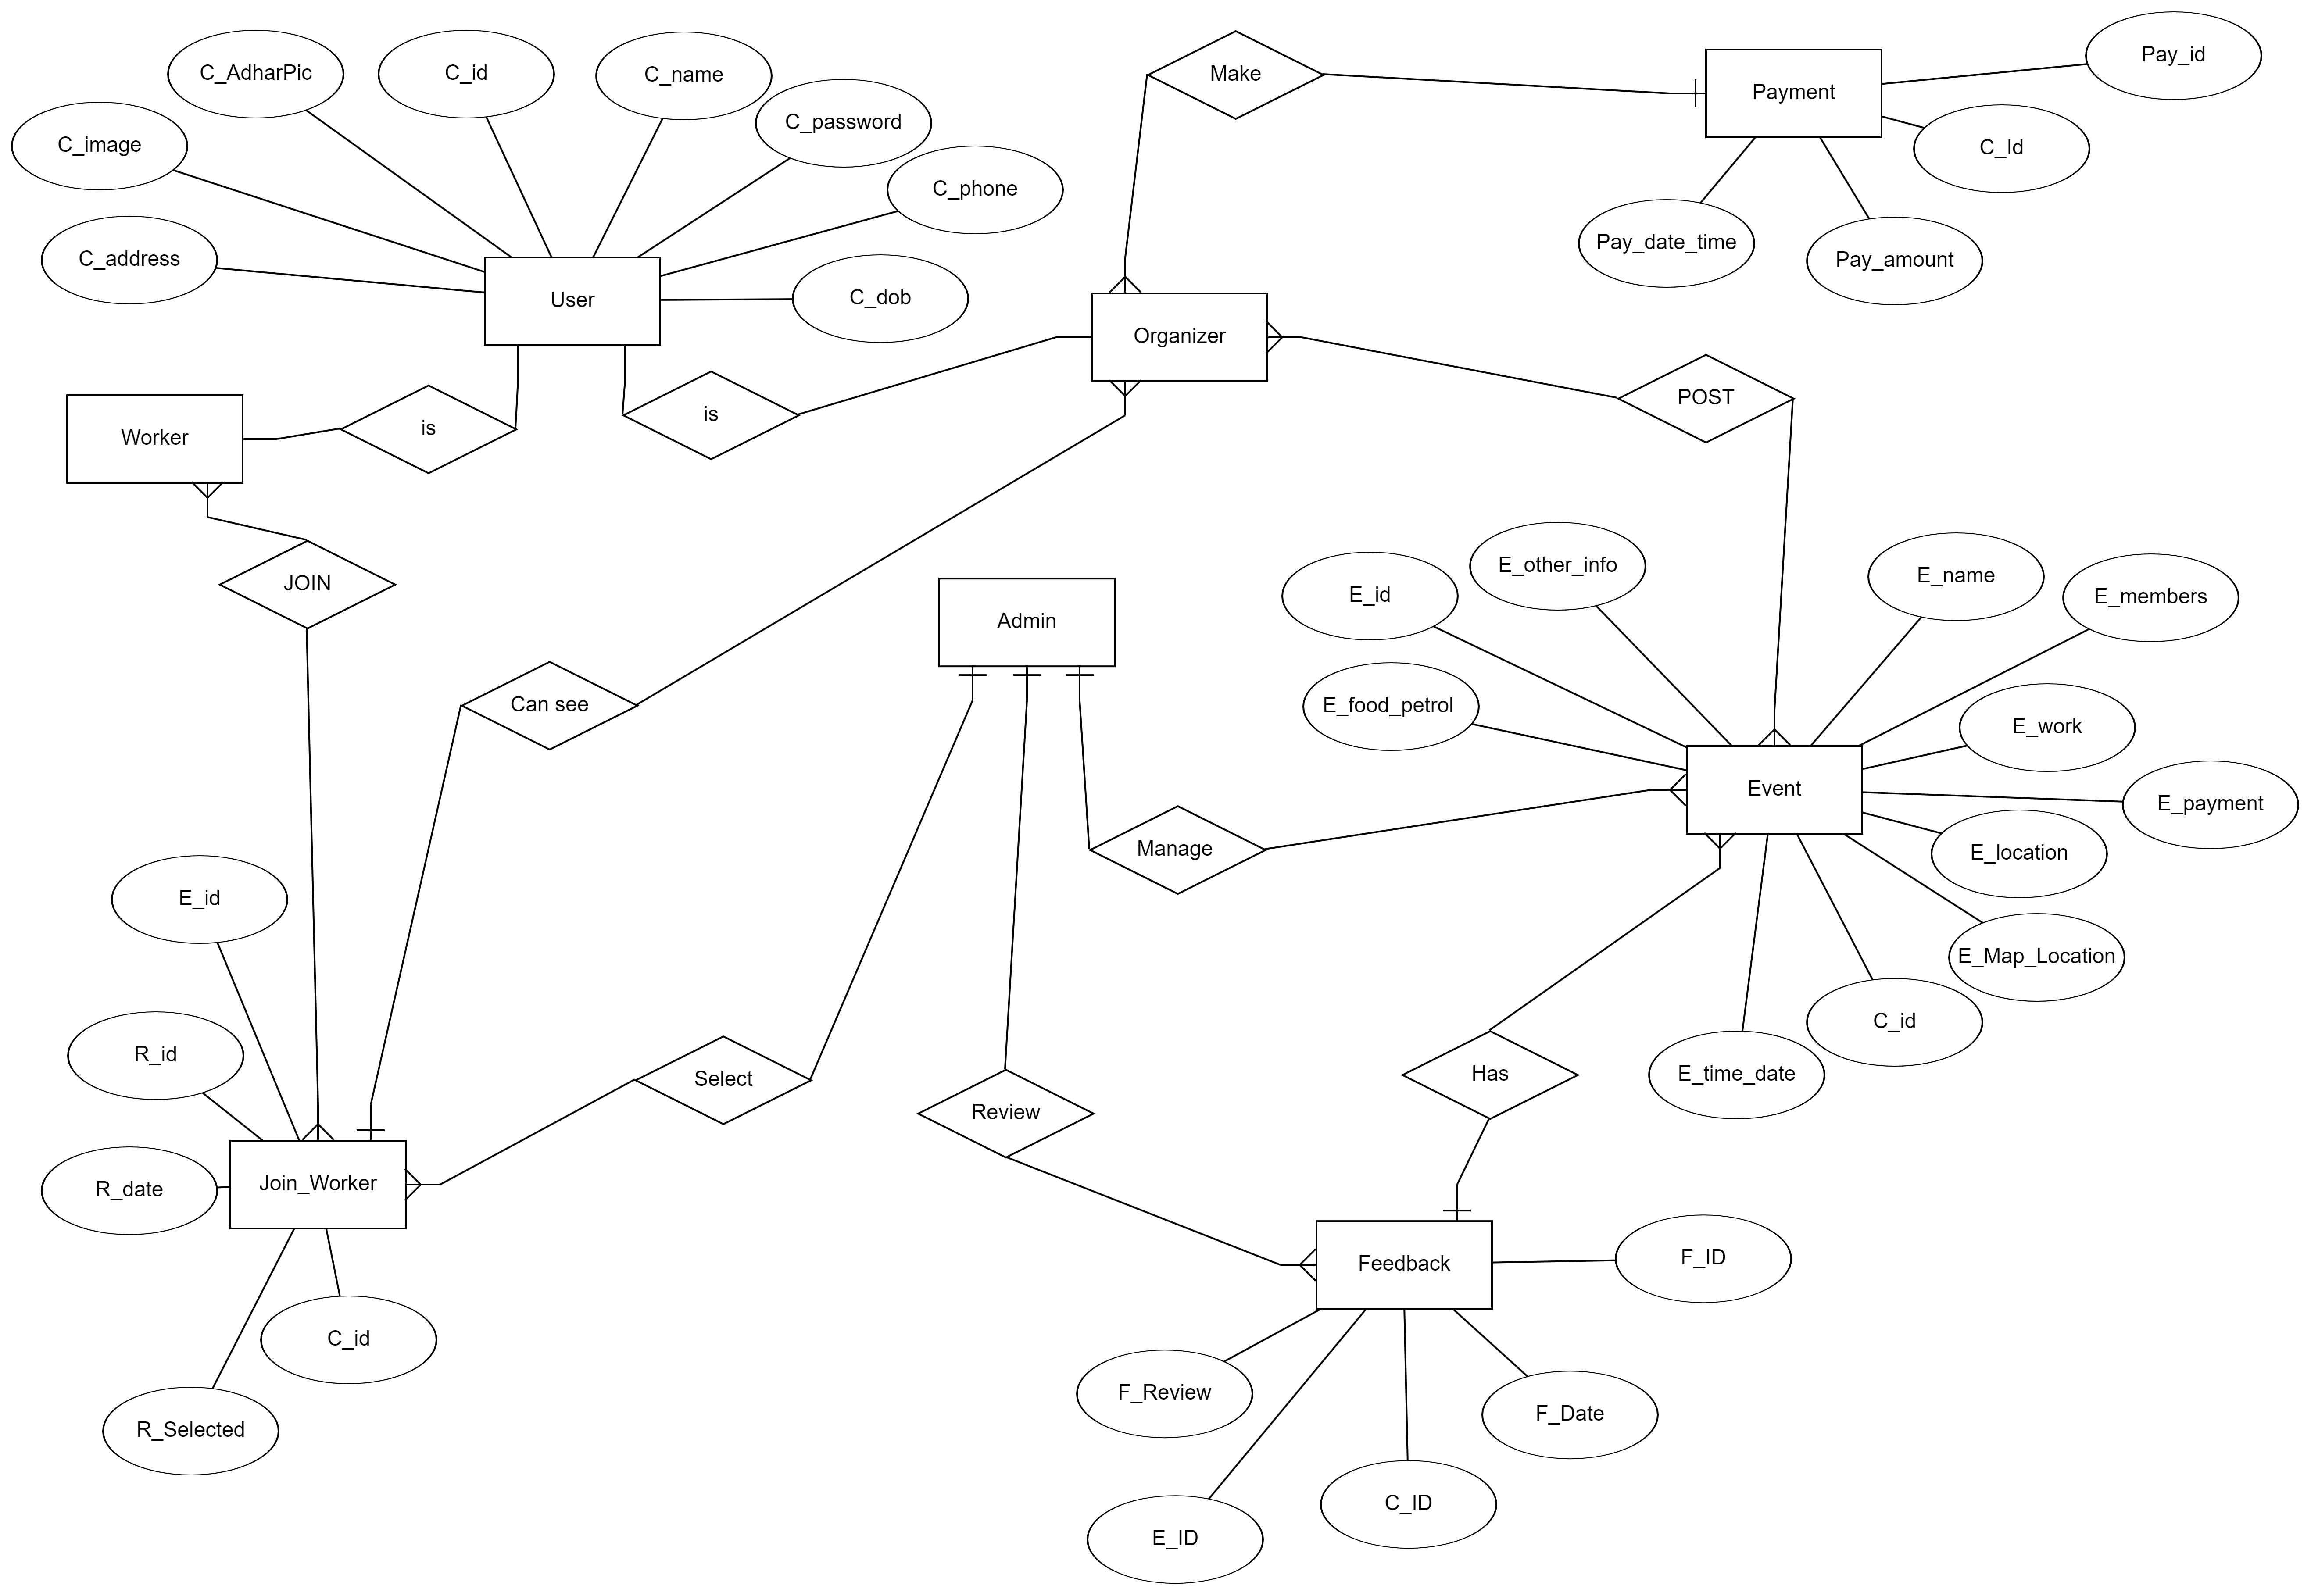 Pay_id
C_AdharPic
C_id
C_name
Make
Payment
C_password
C_image
C_Id
C_phone
Pay_date_time
C_address
Pay_amount
User
C_dob
Organizer
POST
is
is
Worker
E_other_info
E_name
JOIN
E_id
E_members
Admin
Can see
E_food_petrol
E_work
Event
E_payment
Manage
E_location
E_id
E_Map_Location
C_id
R_id
Select
Has
E_time_date
Review
Join_Worker
R_date
F_ID
Feedback
C_id
F_Review
F_Date
R_Selected
C_ID
E_ID